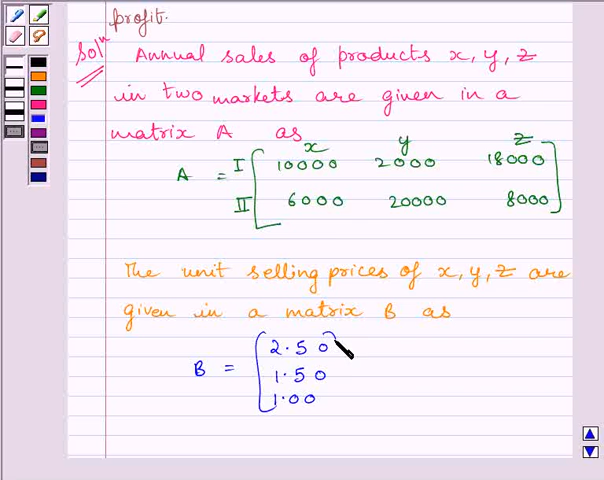 profit.
Solⁿ Annual sales of products x, y, z
in two markets are given in a
matrix A as
x y z
A = I [ 10000 2000 18000 ]
II 6000 20000 8000
The unit selling prices of x, y, z are
given in a matrix B as
2.50
B = 1.50
1.00